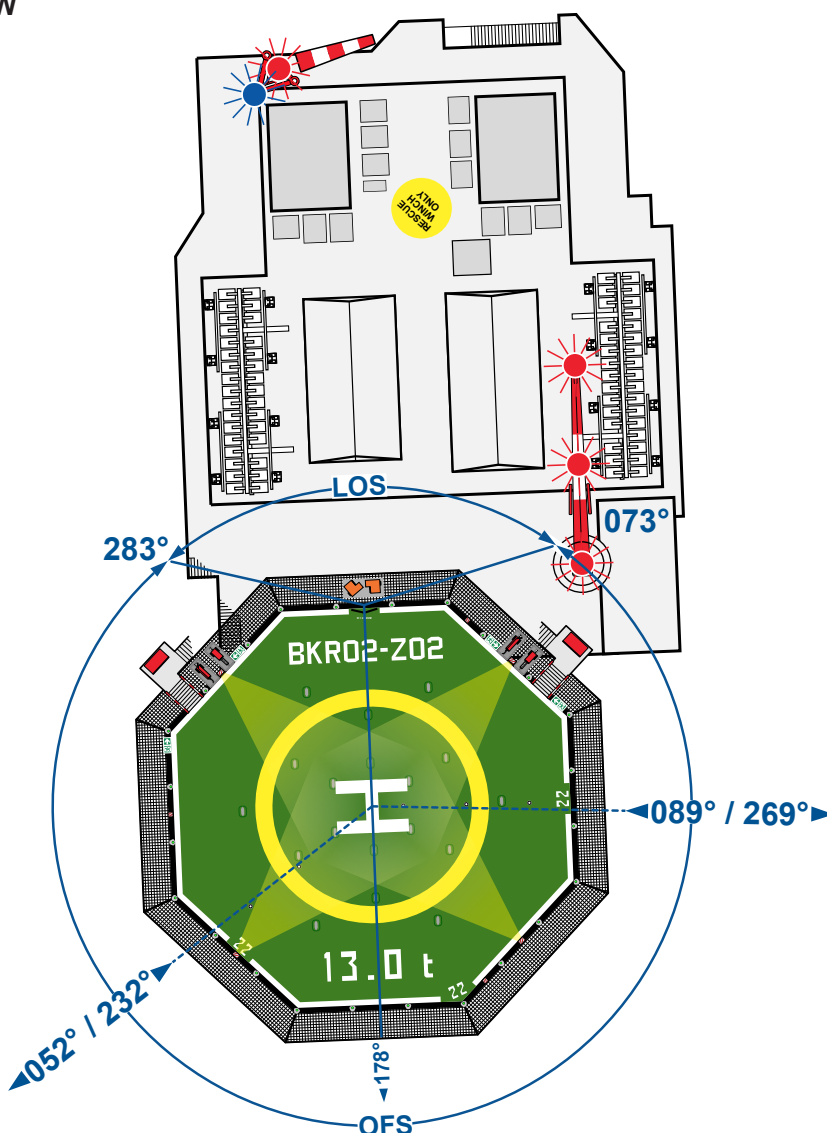 W
RESCUE
WINCH
ONLY
LOS
283°
073°
BKR02-Z02
22
089° / 269°
22
13.0 t
22
052° / 232°
178°
OFS